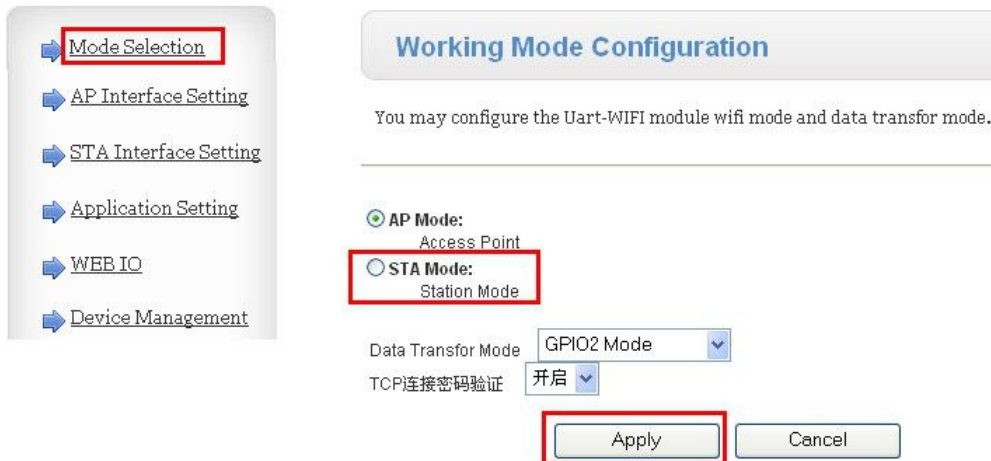 Mode Selection
AP Interface Setting
STA Interface Setting
Application Setting
WEB IO
Device Management
Working Mode Configuration
You may configure the Uart-WIFI module wifi mode and data transfor mode.
AP Mode:
Access Point
STA Mode:
Station Mode
Data Transfor Mode GPIO2 Mode
TCP连接密码验证 开启
Apply Cancel